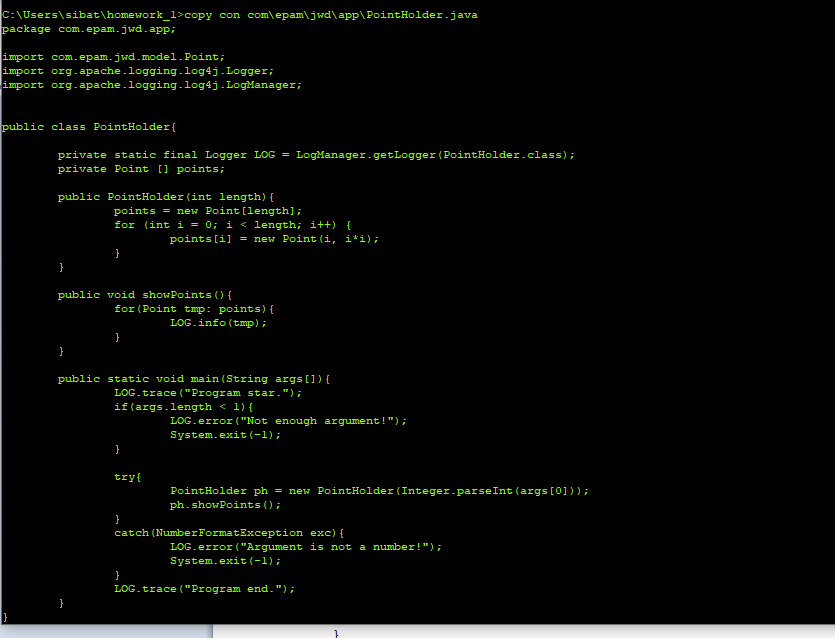 C:\Users\sibat\homework_1>copy con com\epam\jwd\app\PointHolder.java
package com.epam.jwd.app;
import com.epam.jwd.model.Point;
import org.apache.logging.log4j.Logger;
import org.apache.logging.log4j.LogManager;
public class PointHolder{
private static final Logger LOG = LogManager.getLogger(PointHolder.class);
private Point [] points;
public PointHolder(int length){
points = new Point[length];
for (int i = 0; i < length; i++) {
points[i] = new Point(i, i*i);
}
}
public void showPoints(){
for(Point tmp: points){
LOG.info(tmp);
}
}
public static void main(String args[]){
LOG.trace("Program star.");
if(args.length < 1){
LOG.error("Not enough argument!");
System.exit(-1);
}
try{
PointHolder ph = new PointHolder(Integer.parseInt(args[0]));
ph.showPoints();
}
catch(NumberFormatException exc){
LOG.error("Argument is not a number!");
System.exit(-1);
}
LOG.trace("Program end.");
}
}
}